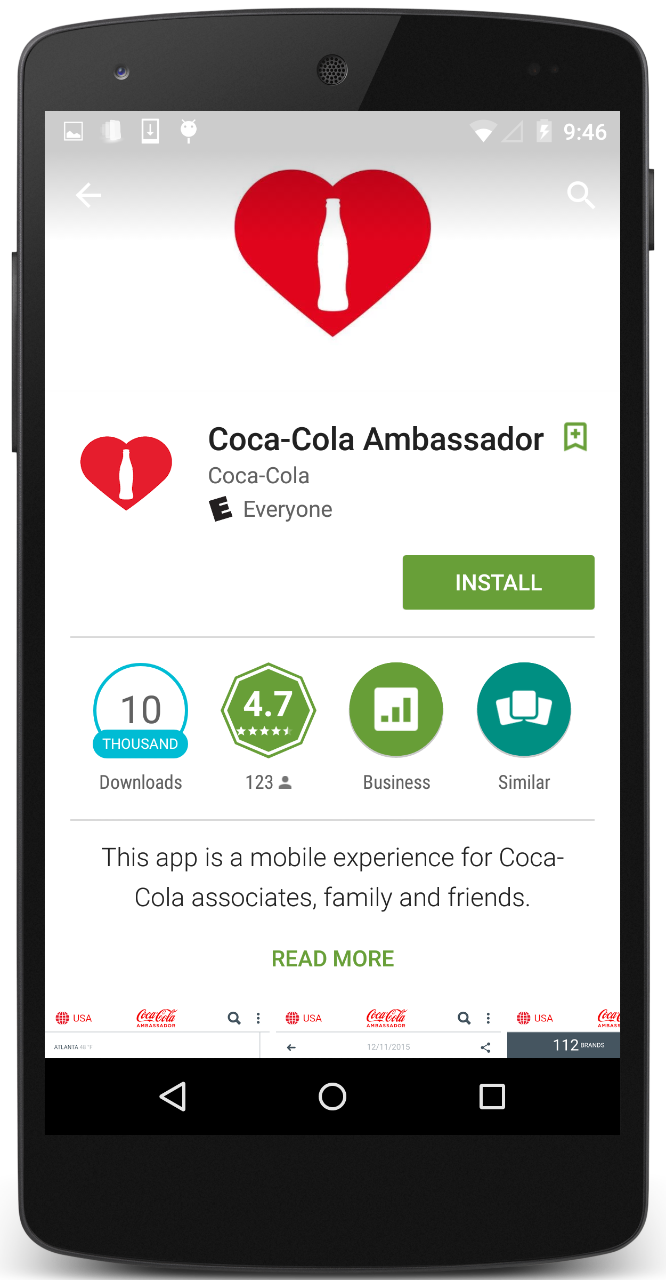 9:46
Coca-Cola Ambassador
Coca-Cola
E Everyone
INSTALL
10
THOUSAND
4.7
Downloads
123
Business
Similar
This app is a mobile experience for Coca-
Cola associates, family and friends.
READ MORE
USA Coca-Cola USA Coca-Cola USA Coca
AMBASSADOR AMBASSADOR AMBASS
ATLANTA 12/11/2015 112 BRANDS